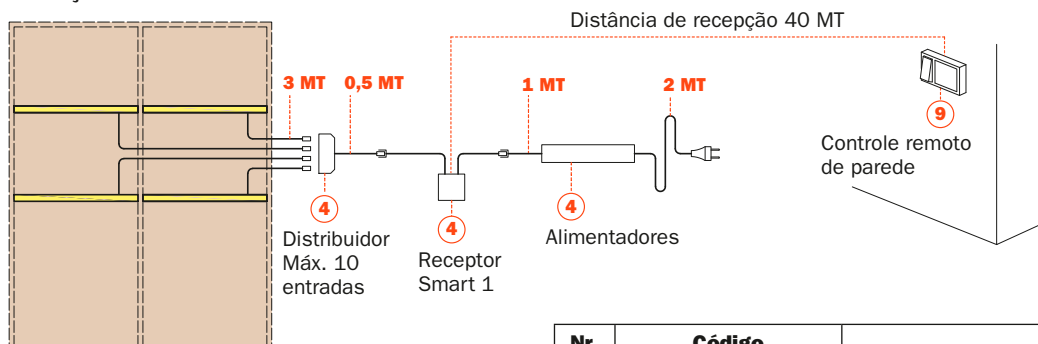 Distância de recepção 40 MT
3 MT
0,5 MT
1 MT
2 MT
9
Controle remoto
de parede
4
Distribuidor
Máx. 10
entradas
4
Receptor
Smart 1
4
Alimentadores
Nr
Código